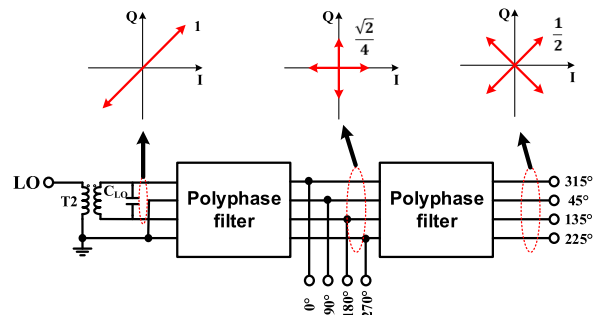 Q
1
I
Q
√2/4
I
Q
1/2
I
LO
T2
C_LO
Polyphase
filter
Polyphase
filter
315°
45°
135°
225°
0°
90°
180°
270°